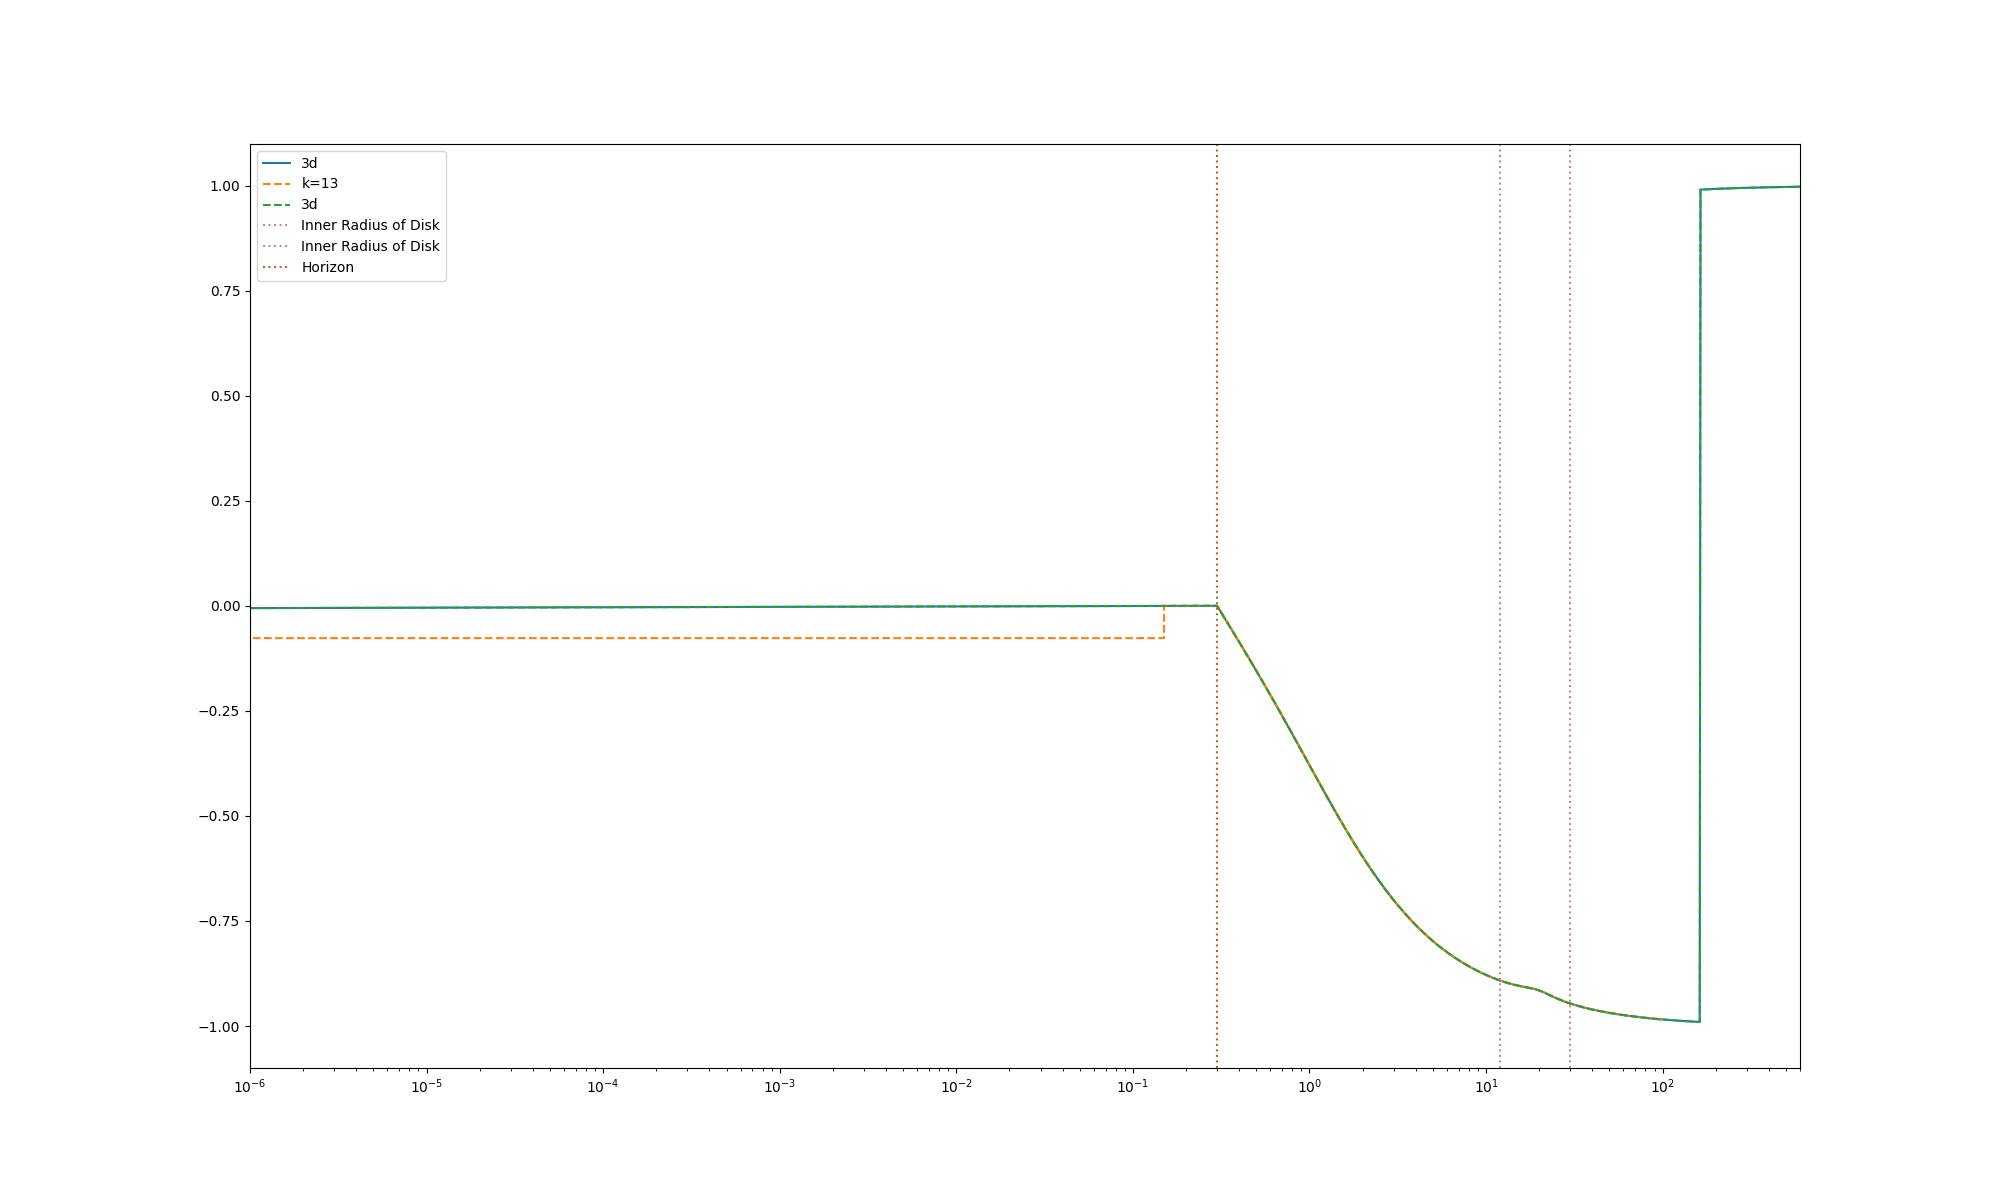 3d
k=13
3d
Inner Radius of Disk
Inner Radius of Disk
Horizon
1.00
0.75
0.50
0.25
0.00
−0.25
−0.50
−0.75
−1.00
10⁻⁶ 10⁻⁵ 10⁻⁴ 10⁻³ 10⁻² 10⁻¹ 10⁰ 10¹ 10²